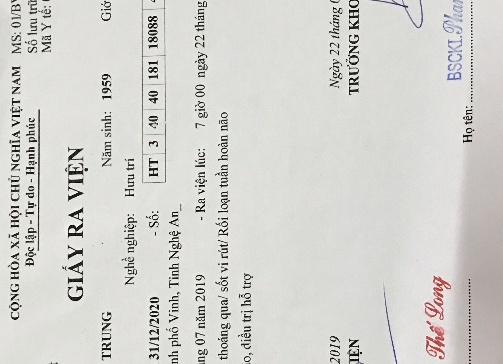 CỘNG HÒA XÃ HỘI CHỦ NGHĨA VIỆT NAM MS: 01/BV
Độc lập - Tự do - Hạnh phúc Số lưu trữ
Mã Y tế:
GIẤY RA VIỆN
TRUNG Năm sinh: 1959 Giớ
Nghề nghiệp: Hưu trí
31/12/2020 - Số: HT 3 40 40 181 18088
nh phố Vinh, Tỉnh Nghệ An_
ng 07 năm 2019 - Ra viện lúc: 7 giờ 00 ngày 22 tháng
thoáng qua/ sốt vi rút/ Rối loạn tuần hoàn não
o, điều trị hỗ trợ
2019 Ngày 22 tháng
IỆN TRƯỞNG KHO
Thế Long BSCKI. Phan
Họ tên: